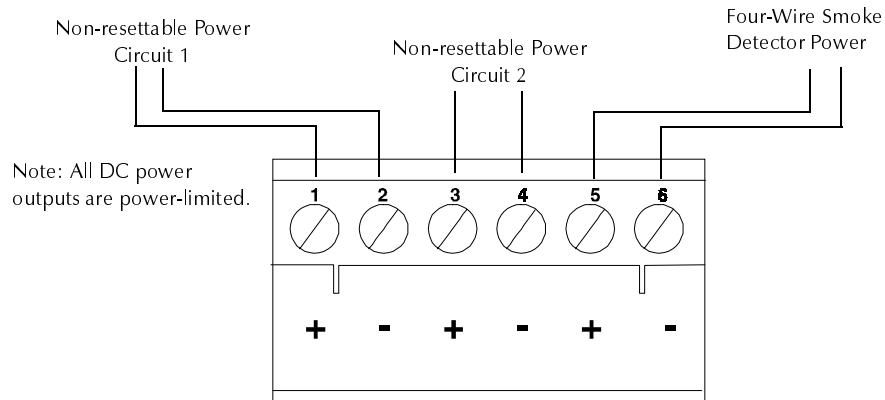 Non-resettable Power
Circuit 1
Non-resettable Power
Circuit 2
Four-Wire Smoke
Detector Power
Note: All DC power
outputs are power-limited.
1 2 3 4 5 6
+ - + - + -